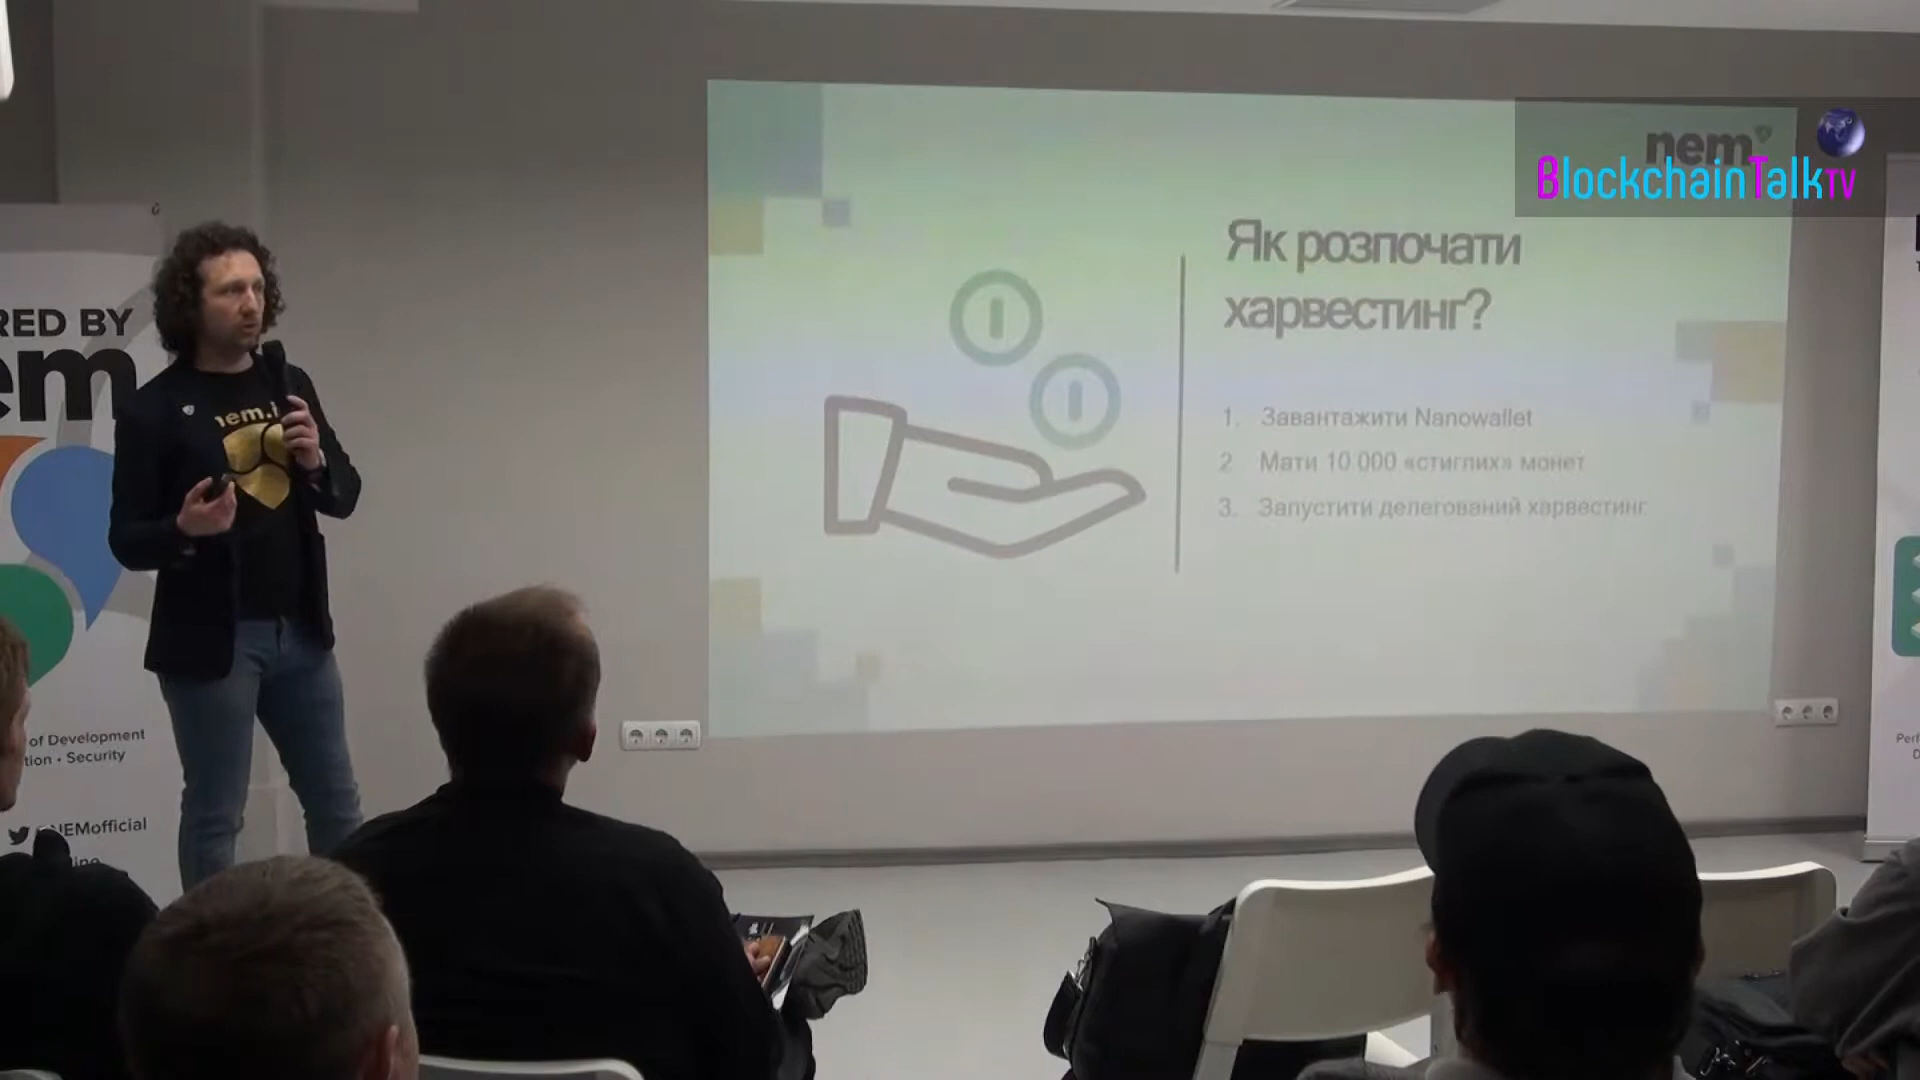 nem
BlockchainTalkTV
Як розпочати
харвестинг?
1. Завантажити Nanowallet
2 Мати 10 000 «стиглих» монет
3. Запустити делегований харвестинг
RED BY
em
nem.i
of Development
tion • Security
NEMofficial